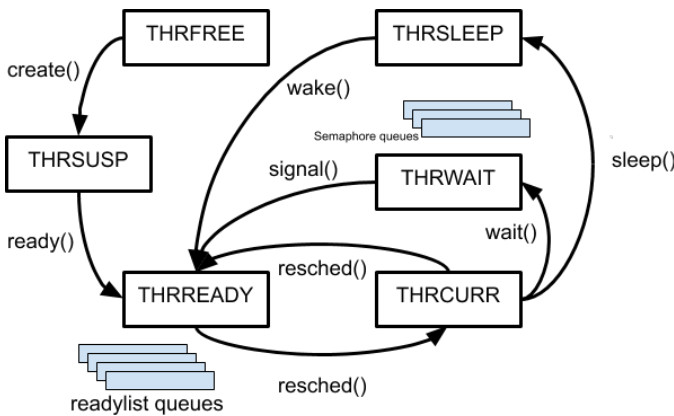 THRFREE
THRSLEEP
create()
wake()
Semaphore queues
THRSUSP
signal()
THRWAIT
sleep()
ready()
wait()
THRREADY
resched()
THRCURR
resched()
readylist queues